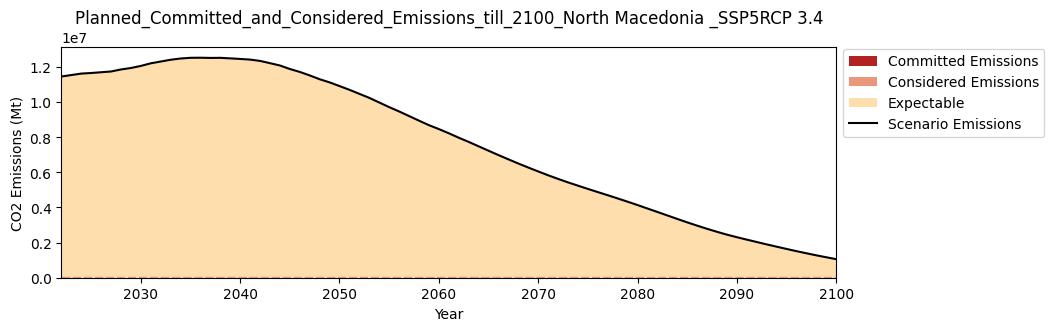 Planned_Committed_and_Considered_Emissions_till_2100_North Macedonia _SSP5RCP 3.4
1e7
1.2
1.0
0.8
0.6
0.4
0.2
0.0
CO2 Emissions (Mt)
2030 2040 2050 2060 2070 2080 2090 2100
Year
Committed Emissions
Considered Emissions
Expectable
Scenario Emissions